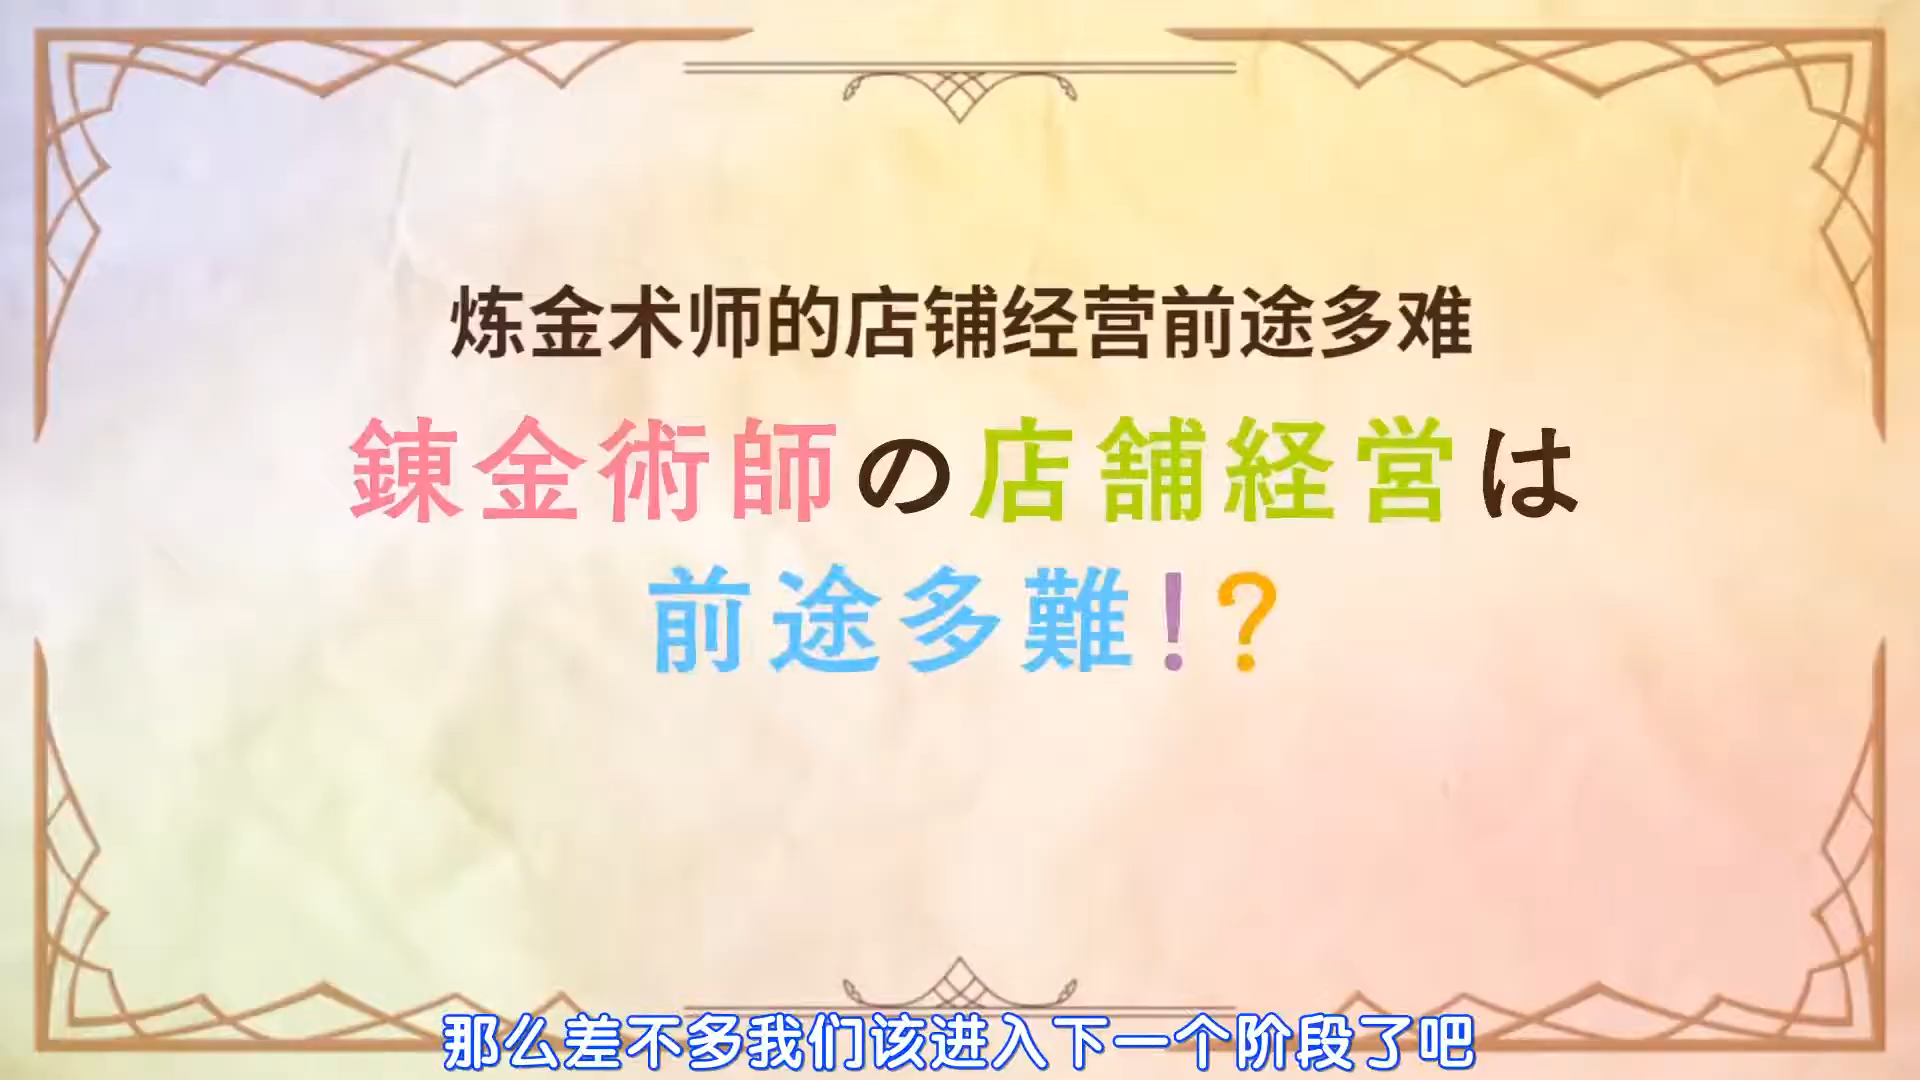 炼金术师的店铺经营前途多难
錬金術師の店舗経営は
前途多難!?
那么差不多我们该进入下一个阶段了吧